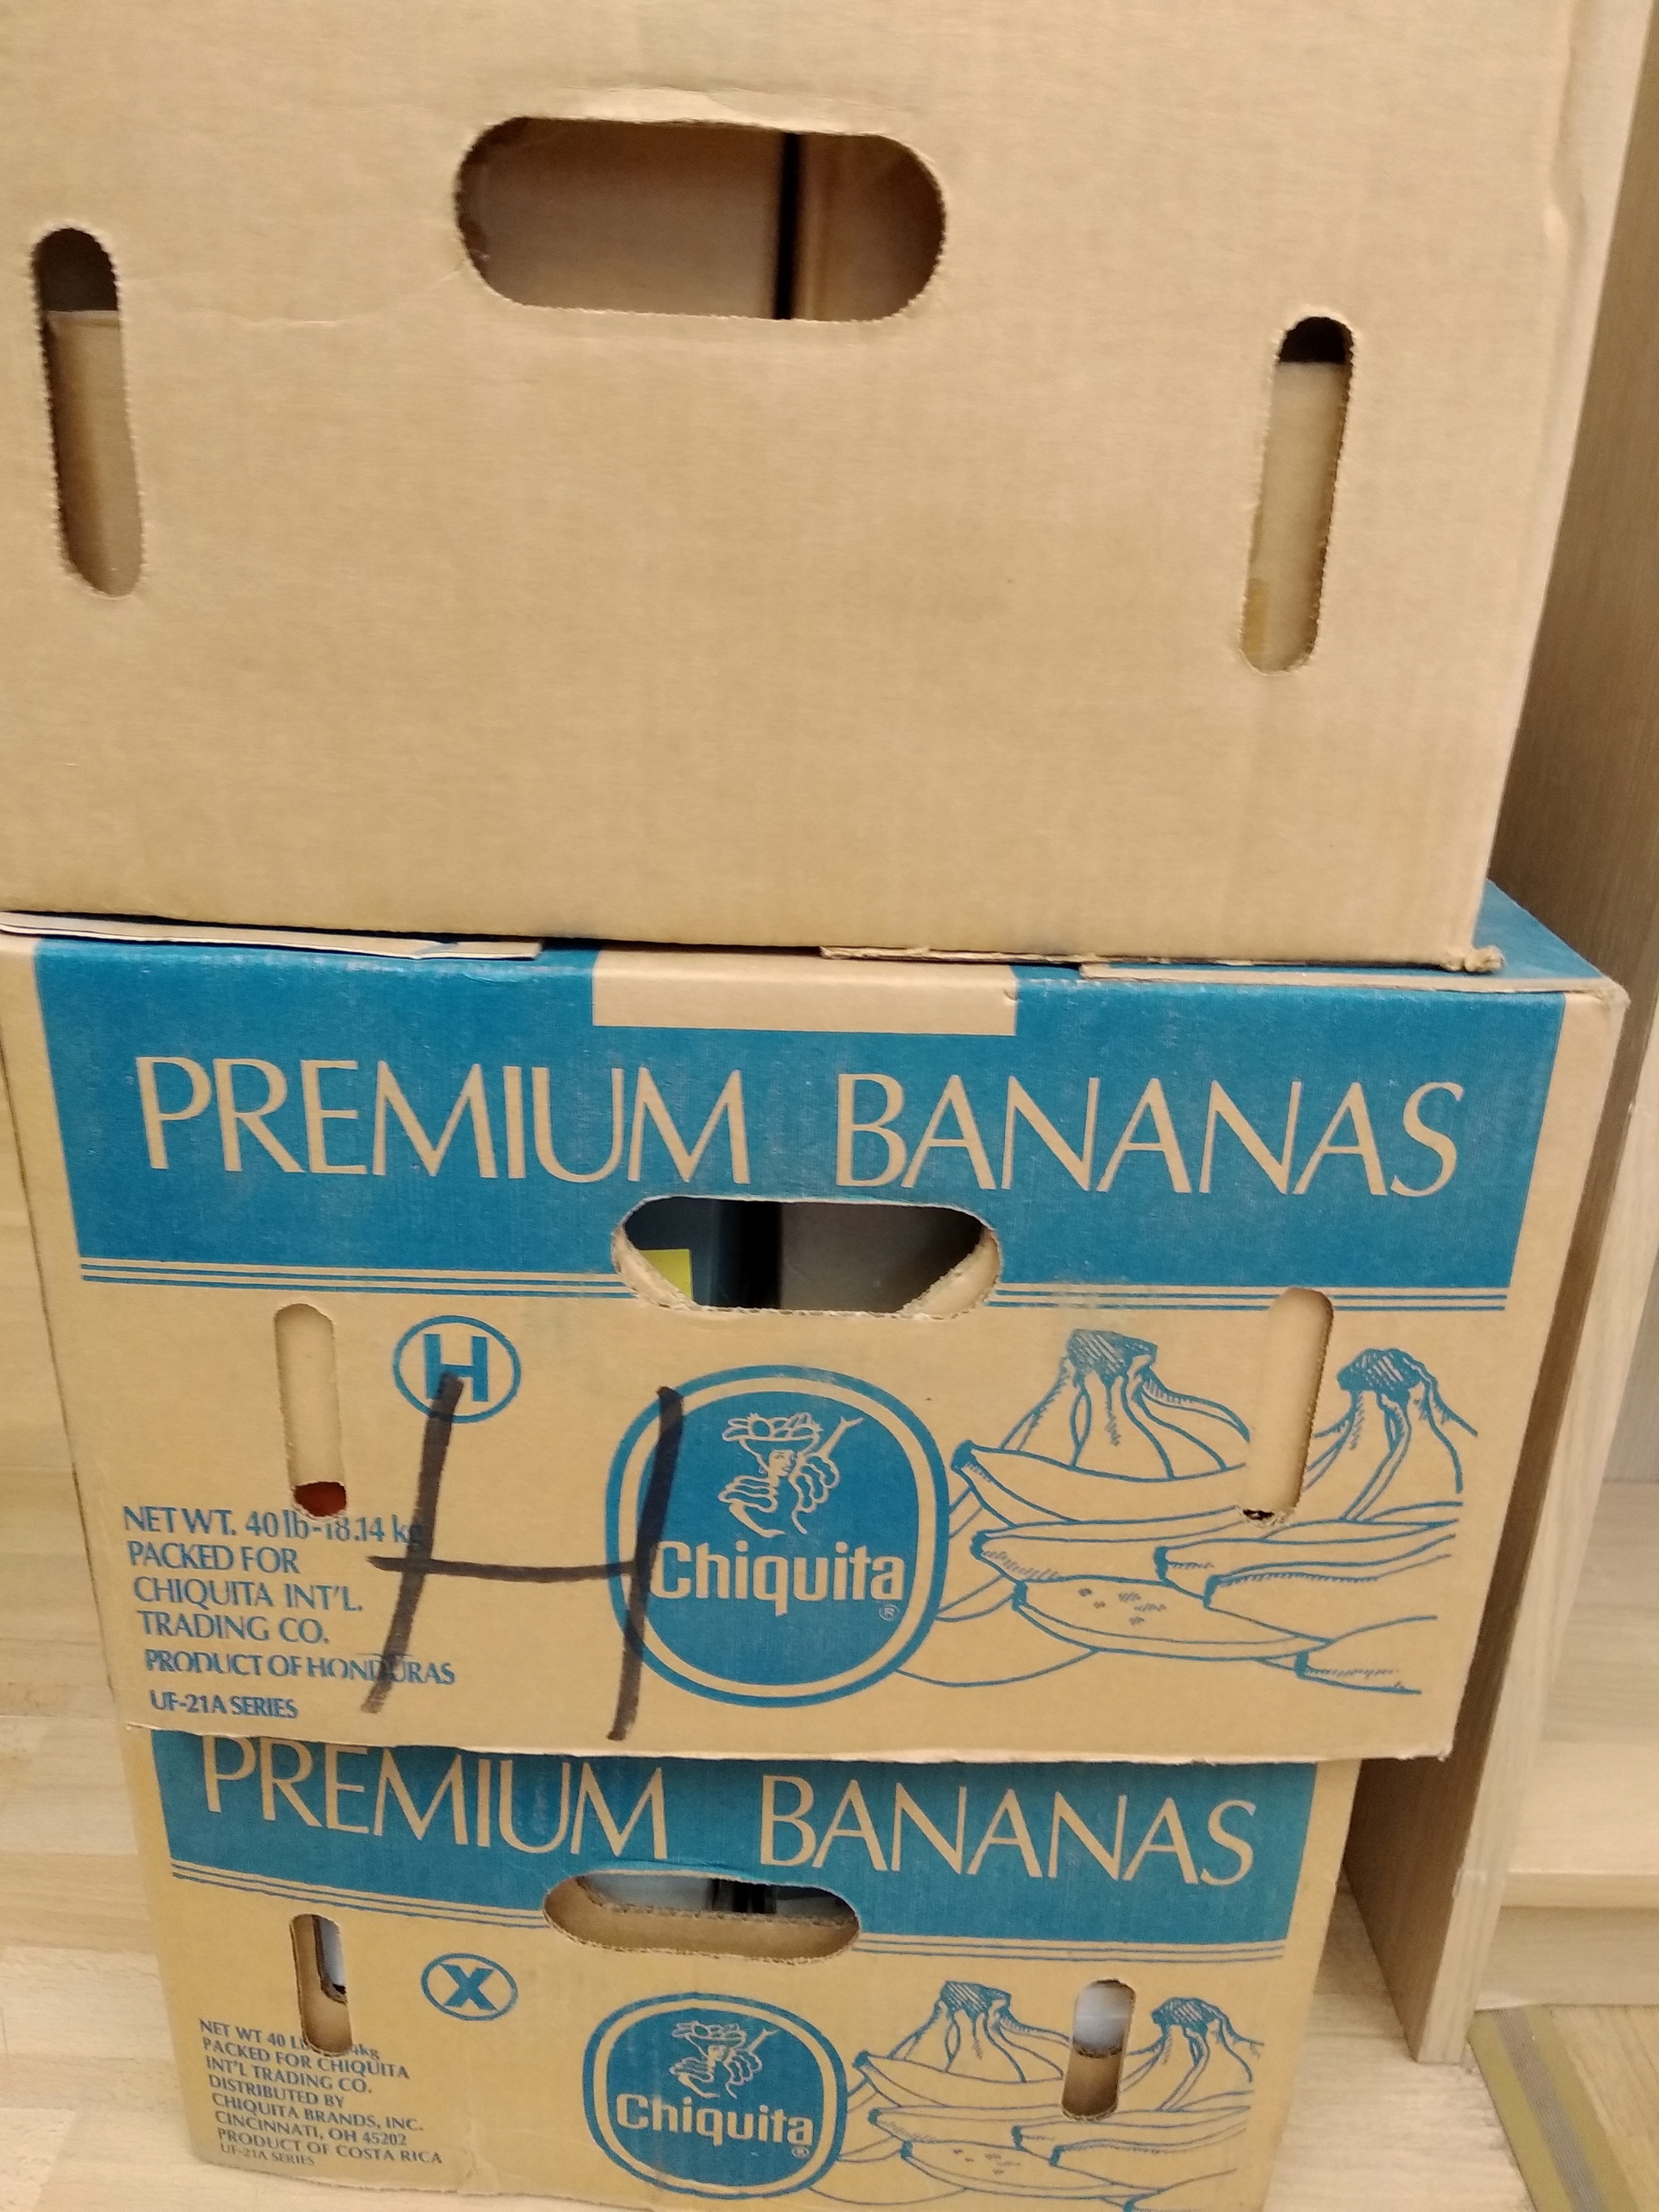 PREMIUM BANANAS
H
H
Chiquita
®
NET WT. 40 lb-18.14 kg
PACKED FOR
CHIQUITA INT'L.
TRADING CO.
PRODUCT OF HONDURAS
UF-21A SERIES
PREMIUM BANANAS
X
Chiquita
®
NET WT 40
PACKED FOR CHIQUITA
INT'L TRADING CO.
DISTRIBUTED BY
CHIQUITA BRANDS, INC.
CINCINNATI, OH 45202
PRODUCT OF COSTA RICA
UF-21A SERIES